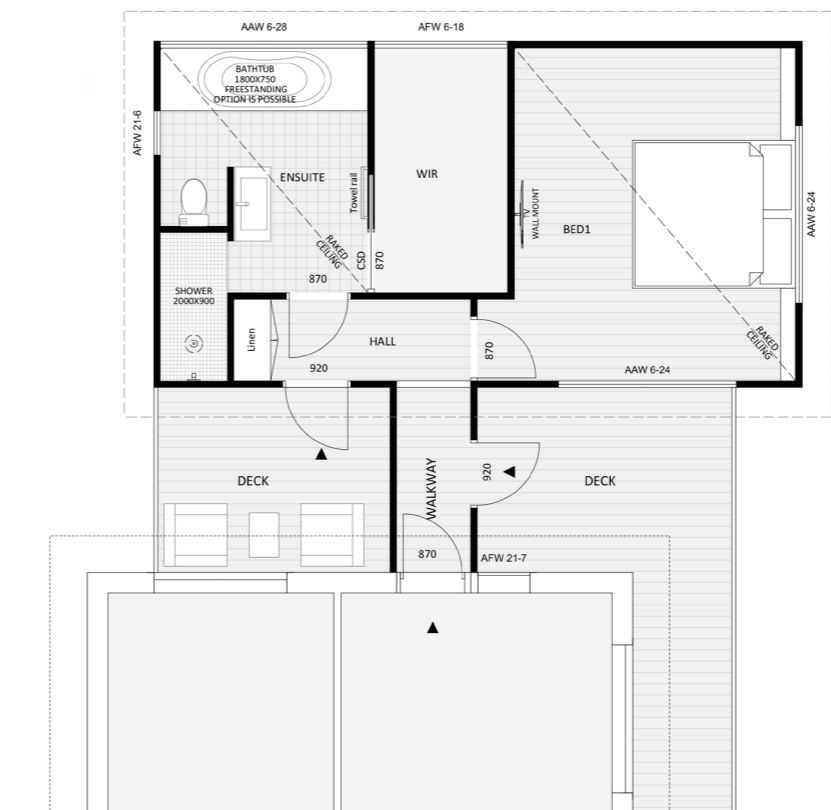 AAW 6-28
AFW 6-18
BATHTUB
1800X750
FREESTANDING
OPTION IS POSSIBLE
AFW 21-6
ENSUITE
Towel rail
WIR
TV
WALL MOUNT
BED1
AAW 6-24
RAKED
CEILING
CSD
870
870
SHOWER
2000X900
Linen
HALL
920
870
RAKED
CEILING
AAW 6-24
DECK
WALKWAY
920
DECK
870
AFW 21-7